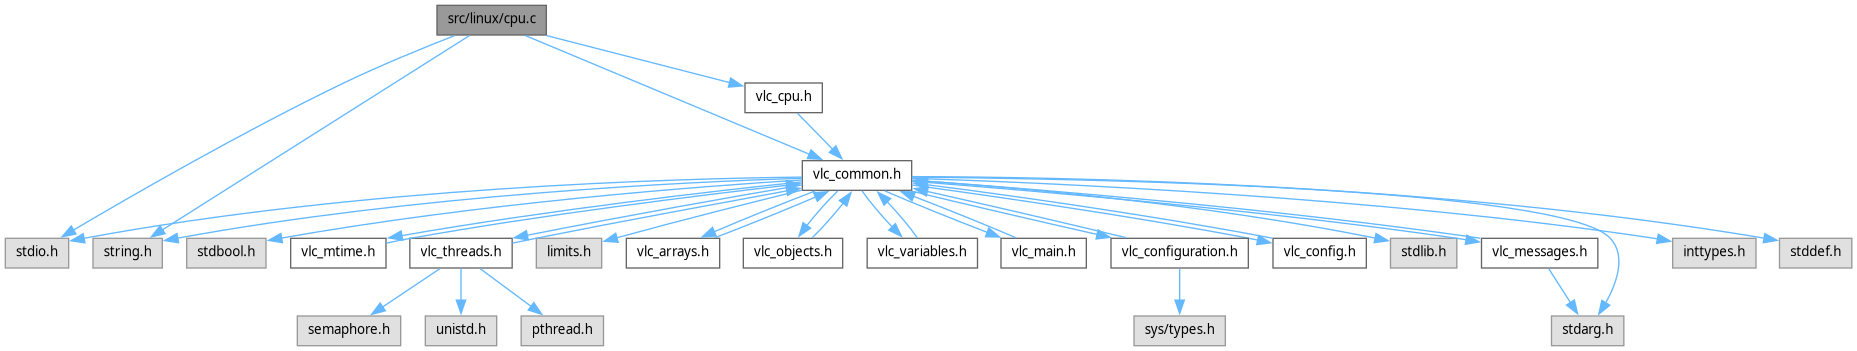 src/linux/cpu.c
vlc_cpu.h
vlc_common.h
stdio.h
string.h
stdbool.h
vlc_mtime.h
vlc_threads.h
limits.h
vlc_arrays.h
vlc_objects.h
vlc_variables.h
vlc_main.h
vlc_configuration.h
vlc_config.h
stdlib.h
vlc_messages.h
inttypes.h
stddef.h
semaphore.h
unistd.h
pthread.h
sys/types.h
stdarg.h